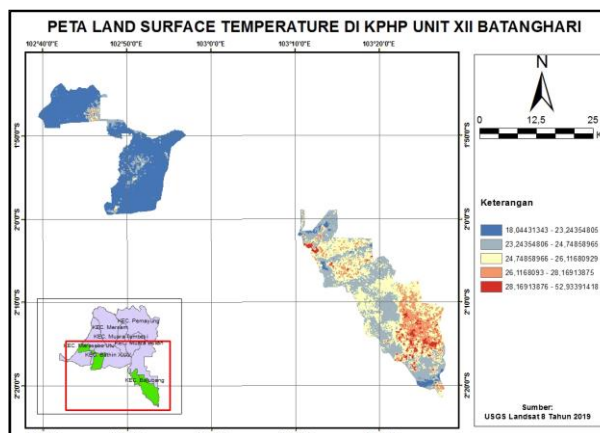 PETA LAND SURFACE TEMPERATURE DI KPHP UNIT XII BATANGHARI
102°40'0"E 102°50'0"E 103°0'0"E 103°10'0"E 103°20'0"E
N
0 12,5 25
K
1°50'0"S 1°50'0"S
2°0'0"S 2°0'0"S
2°10'0"S 2°10'0"S
2°20'0"S 2°20'0"S
Keterangan
18,04431343 - 23,24354805
23,24354806 - 24,74858965
24,74858966 - 26,11680929
26,1168093 - 28,16913875
28,16913876 - 52,93391418
KEC. Pemayung
KEC. Mersam
KEC. Muara Tembesi
KEC. Bajubang
Sumber:
USGS Landsat 8 Tahun 2019